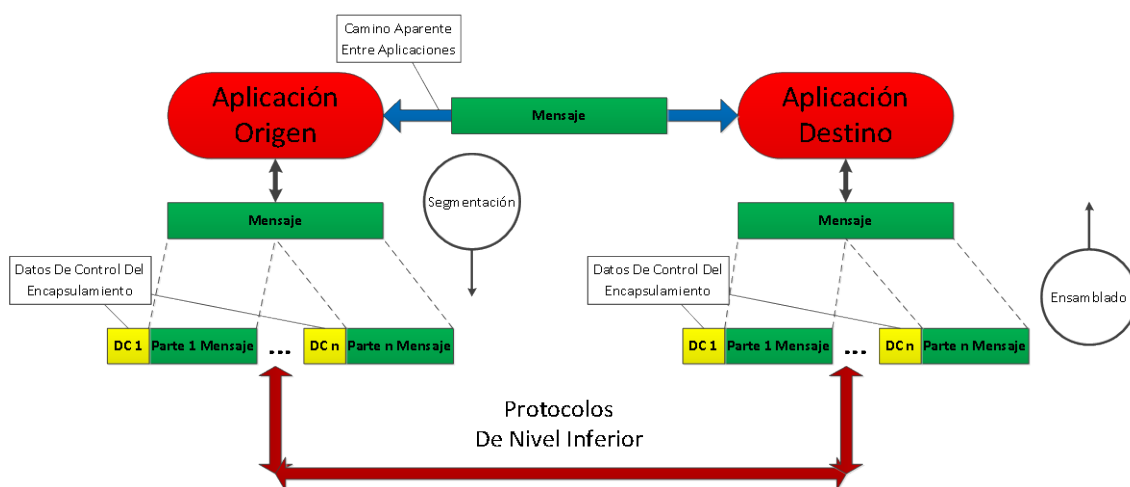 Camino Aparente
Entre Aplicaciones
Aplicación
Origen
Mensaje
Aplicación
Destino
Segmentación
Mensaje
Mensaje
Datos De Control Del
Encapsulamiento
Datos De Control Del
Encapsulamiento
Ensamblado
DC 1
Parte 1 Mensaje
...
DC n
Parte n Mensaje
DC 1
Parte 1 Mensaje
...
DC n
Parte n Mensaje
Protocolos
De Nivel Inferior